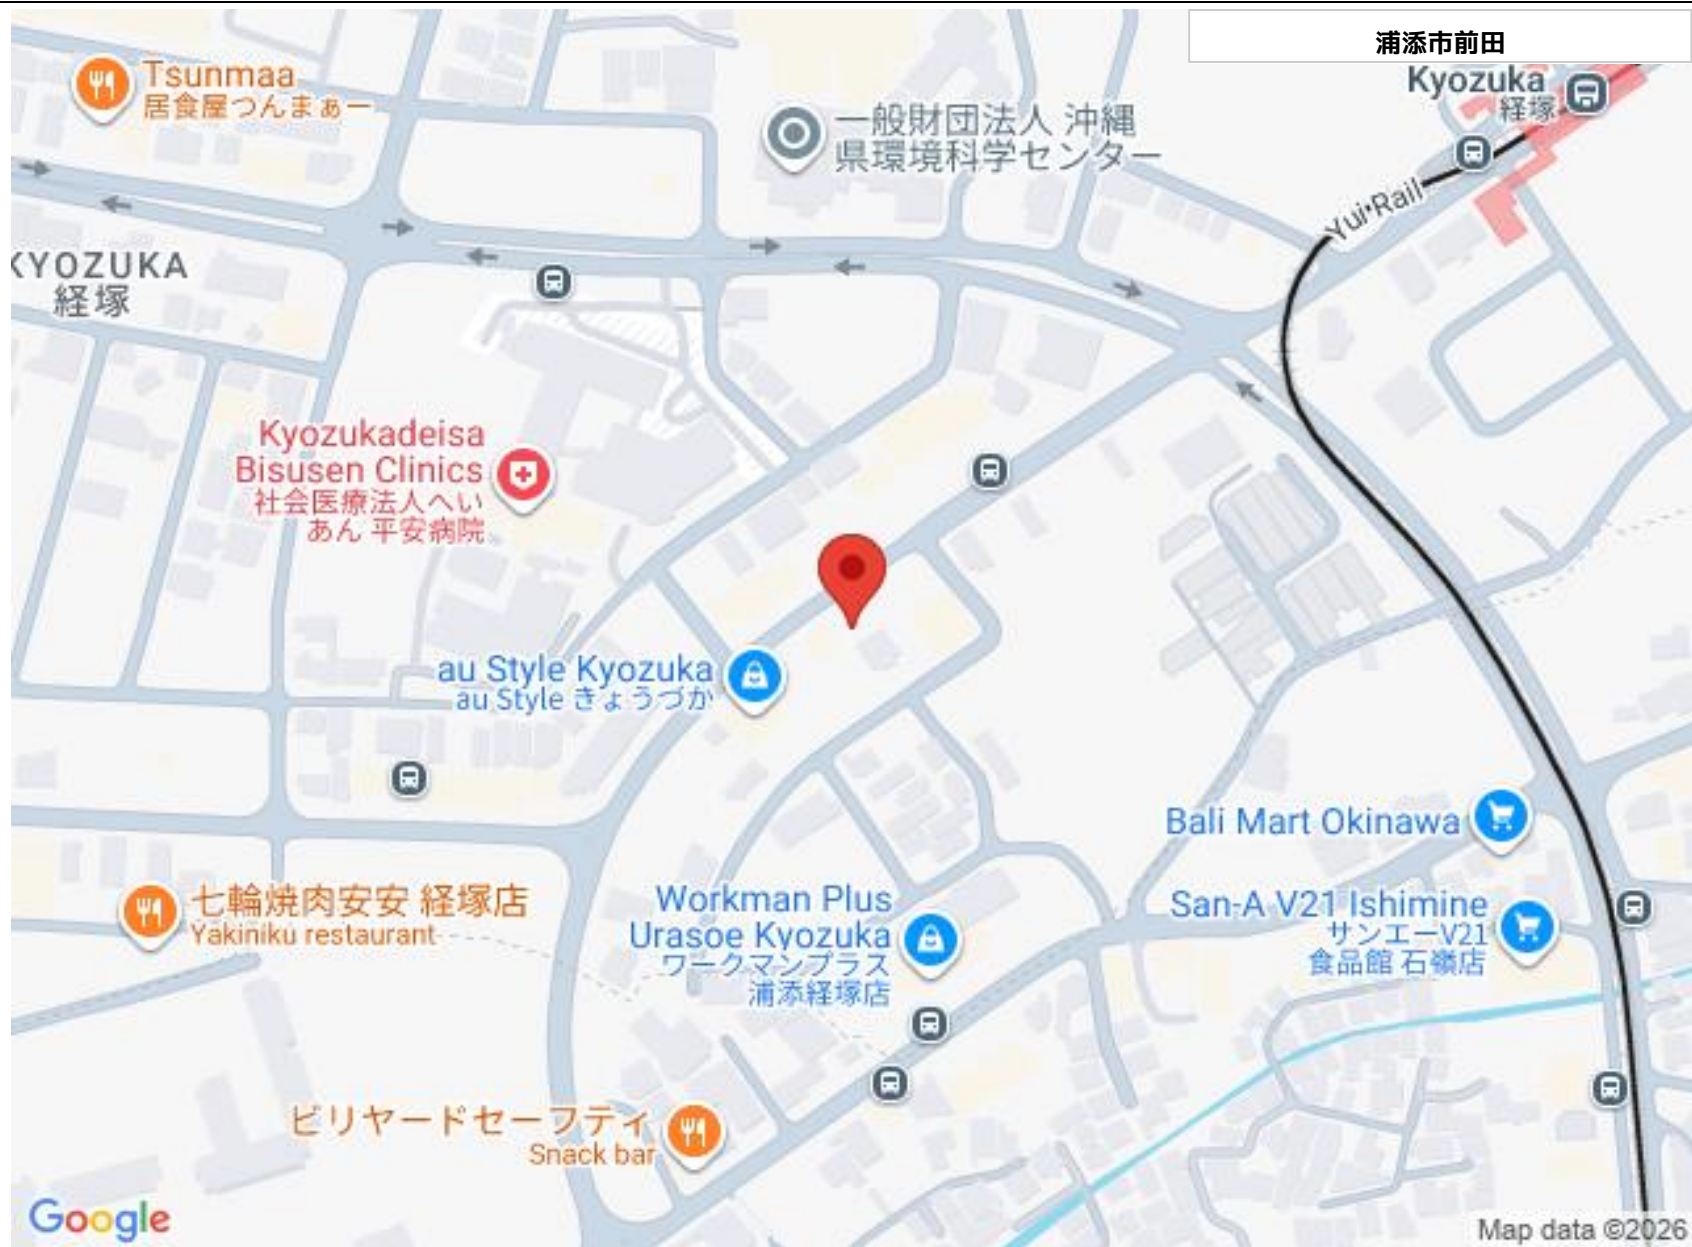 浦添市前田
Tsunmaa
居食屋つんまぁー
Kyozuka
経塚
一般財団法人 沖縄
県環境科学センター
Yui Rail
KYOZUKA
経塚
Kyozukadeisa
Bisusen Clinics
社会医療法人へい
あん 平安病院
au Style Kyozuka
au Style きょうづか
Bali Mart Okinawa
七輪焼肉安安 経塚店
Yakiniku restaurant
Workman Plus
Urasoe Kyozuka
ワークマンプラス
浦添経塚店
San-A V21 Ishimine
サンエーV21
食品館 石嶺店
ビリヤードセーフティ
Snack bar
Google
Map data ©2026